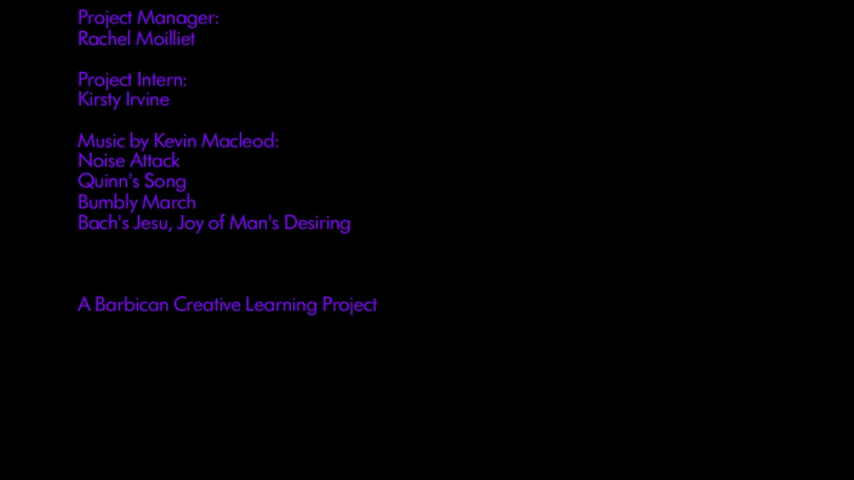 Project Manager:
Rachel Moilliet
Project Intern:
Kirsty Irvine
Music by Kevin Macleod:
Noise Attack
Quinn's Song
Bumbly March
Bach's Jesu, Joy of Man's Desiring
A Barbican Creative Learning Project